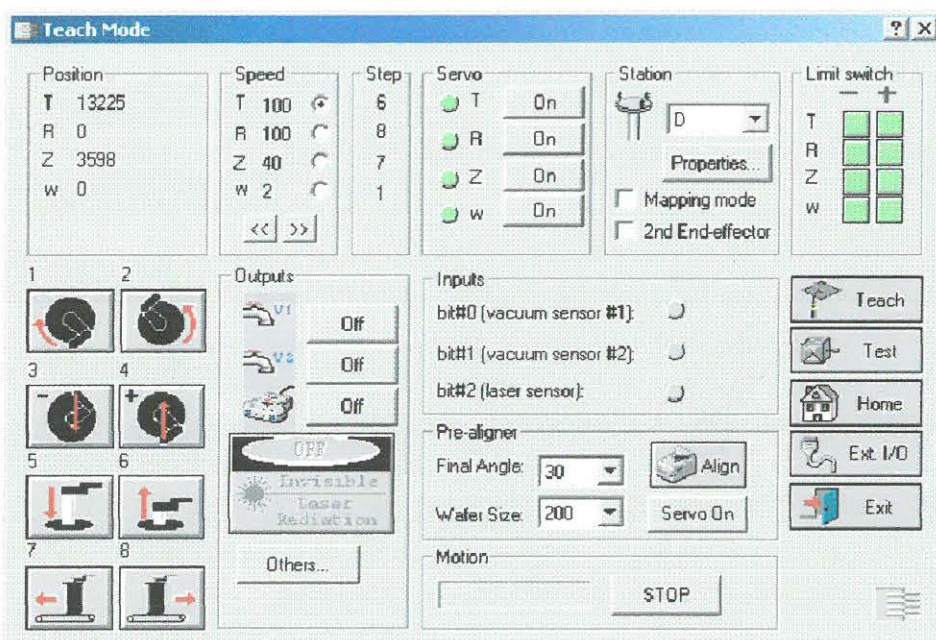 Teach Mode
Position
T 13225
R 0
Z 3598
w 0
Speed
T 100
R 100
Z 40
w 2
<< >>
Step
6
8
7
1
Servo
T On
R On
Z On
w On
Station
D
Properties...
Mapping mode
2nd End-effector
Limit switch
− +
T
R
Z
W
1 2
3 4
- +
5 6
7 8
Outputs
V1 Off
V2 Off
Off
OFF
Invisible
Laser
Radiation
Others...
Inputs
bit#0 (vacuum sensor #1):
bit#1 (vacuum sensor #2):
bit#2 (laser sensor):
Pre-aligner
Final Angle: 30 Align
Wafer Size: 200 Servo On
Motion
STOP
Teach
Test
Home
Ext. I/O
Exit